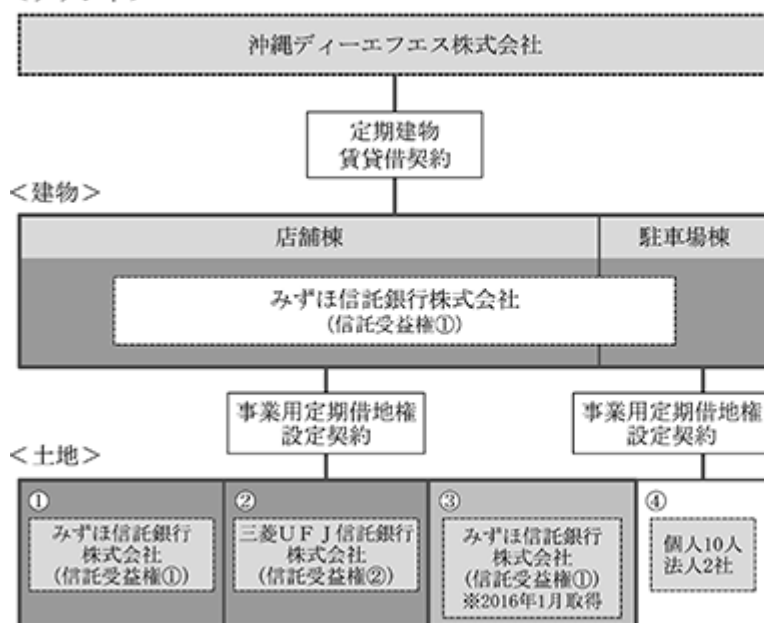 沖縄ディーエフエス株式会社
定期建物
賃貸借契約
＜建物＞
店舗棟
駐車場棟
みずほ信託銀行株式会社
(信託受益権①)
事業用定期借地権
設定契約
事業用定期借地権
設定契約
＜土地＞
①
みずほ信託銀行
株式会社
(信託受益権①)
②
三菱ＵＦＪ信託銀行
株式会社
(信託受益権②)
③
みずほ信託銀行
株式会社
(信託受益権①)
※2016年1月取得
④
個人10人
法人2社